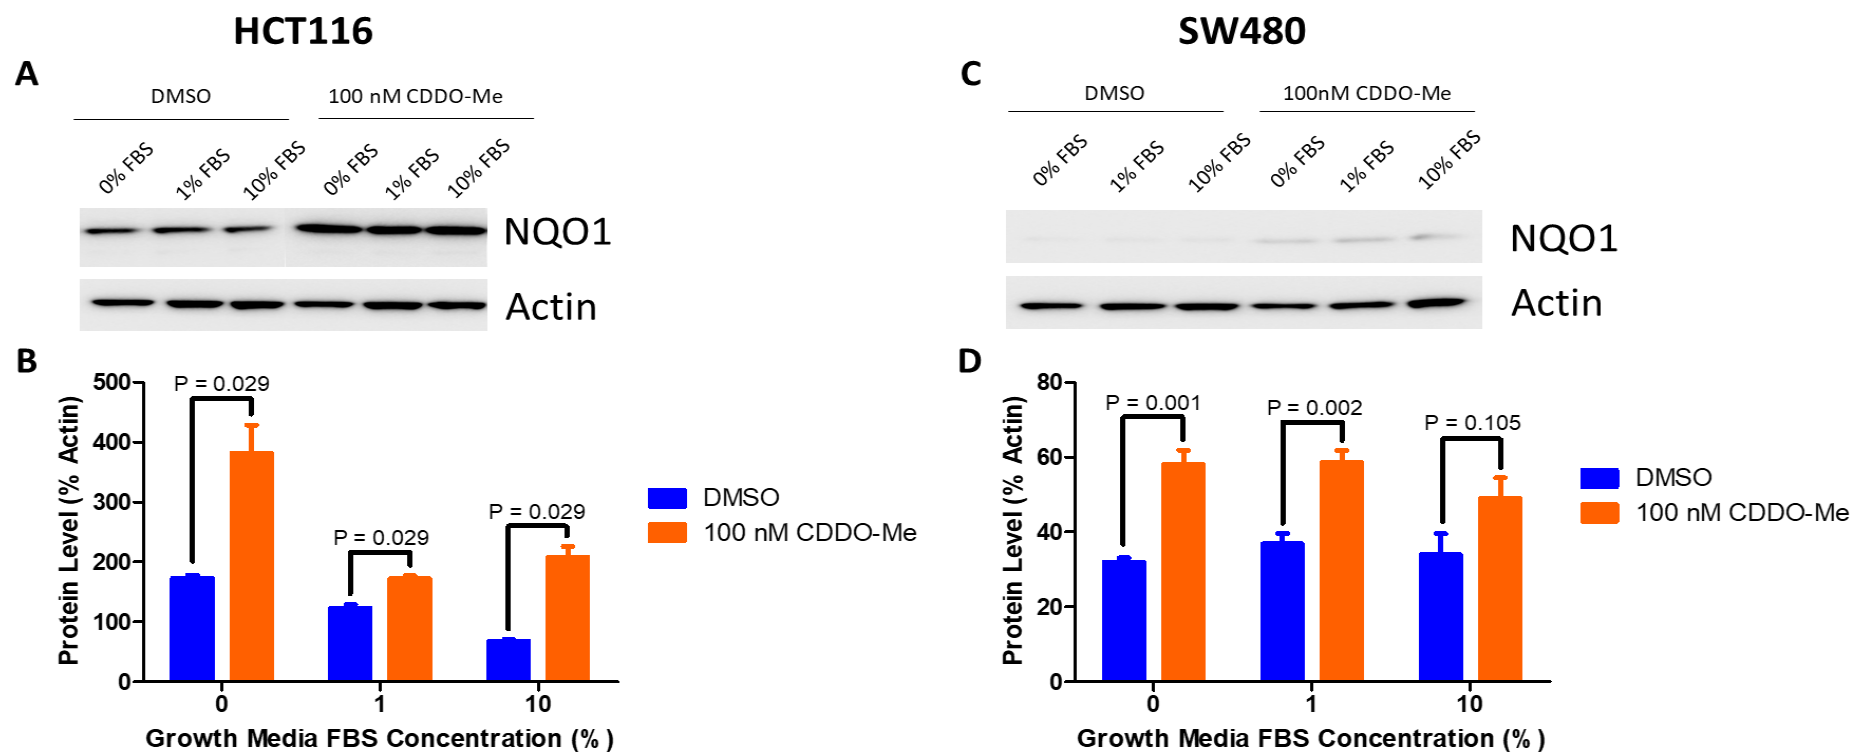 HCT116
A
DMSO
100 nM CDDO-Me
0% FBS
1% FBS
10% FBS
0% FBS
1% FBS
10% FBS
NQO1
Actin
B
Protein Level (% Actin)
500
400
300
200
100
0
P = 0.029
P = 0.029
P = 0.029
0
1
10
Growth Media FBS Concentration (%)
DMSO
100 nM CDDO-Me
SW480
C
DMSO
100nM CDDO-Me
0% FBS
1% FBS
10% FBS
0% FBS
1% FBS
10% FBS
NQO1
Actin
D
Protein Level (% Actin)
80
60
40
20
0
P = 0.001
P = 0.002
P = 0.105
0
1
10
Growth Media FBS Concentration (%)
DMSO
100 nM CDDO-Me